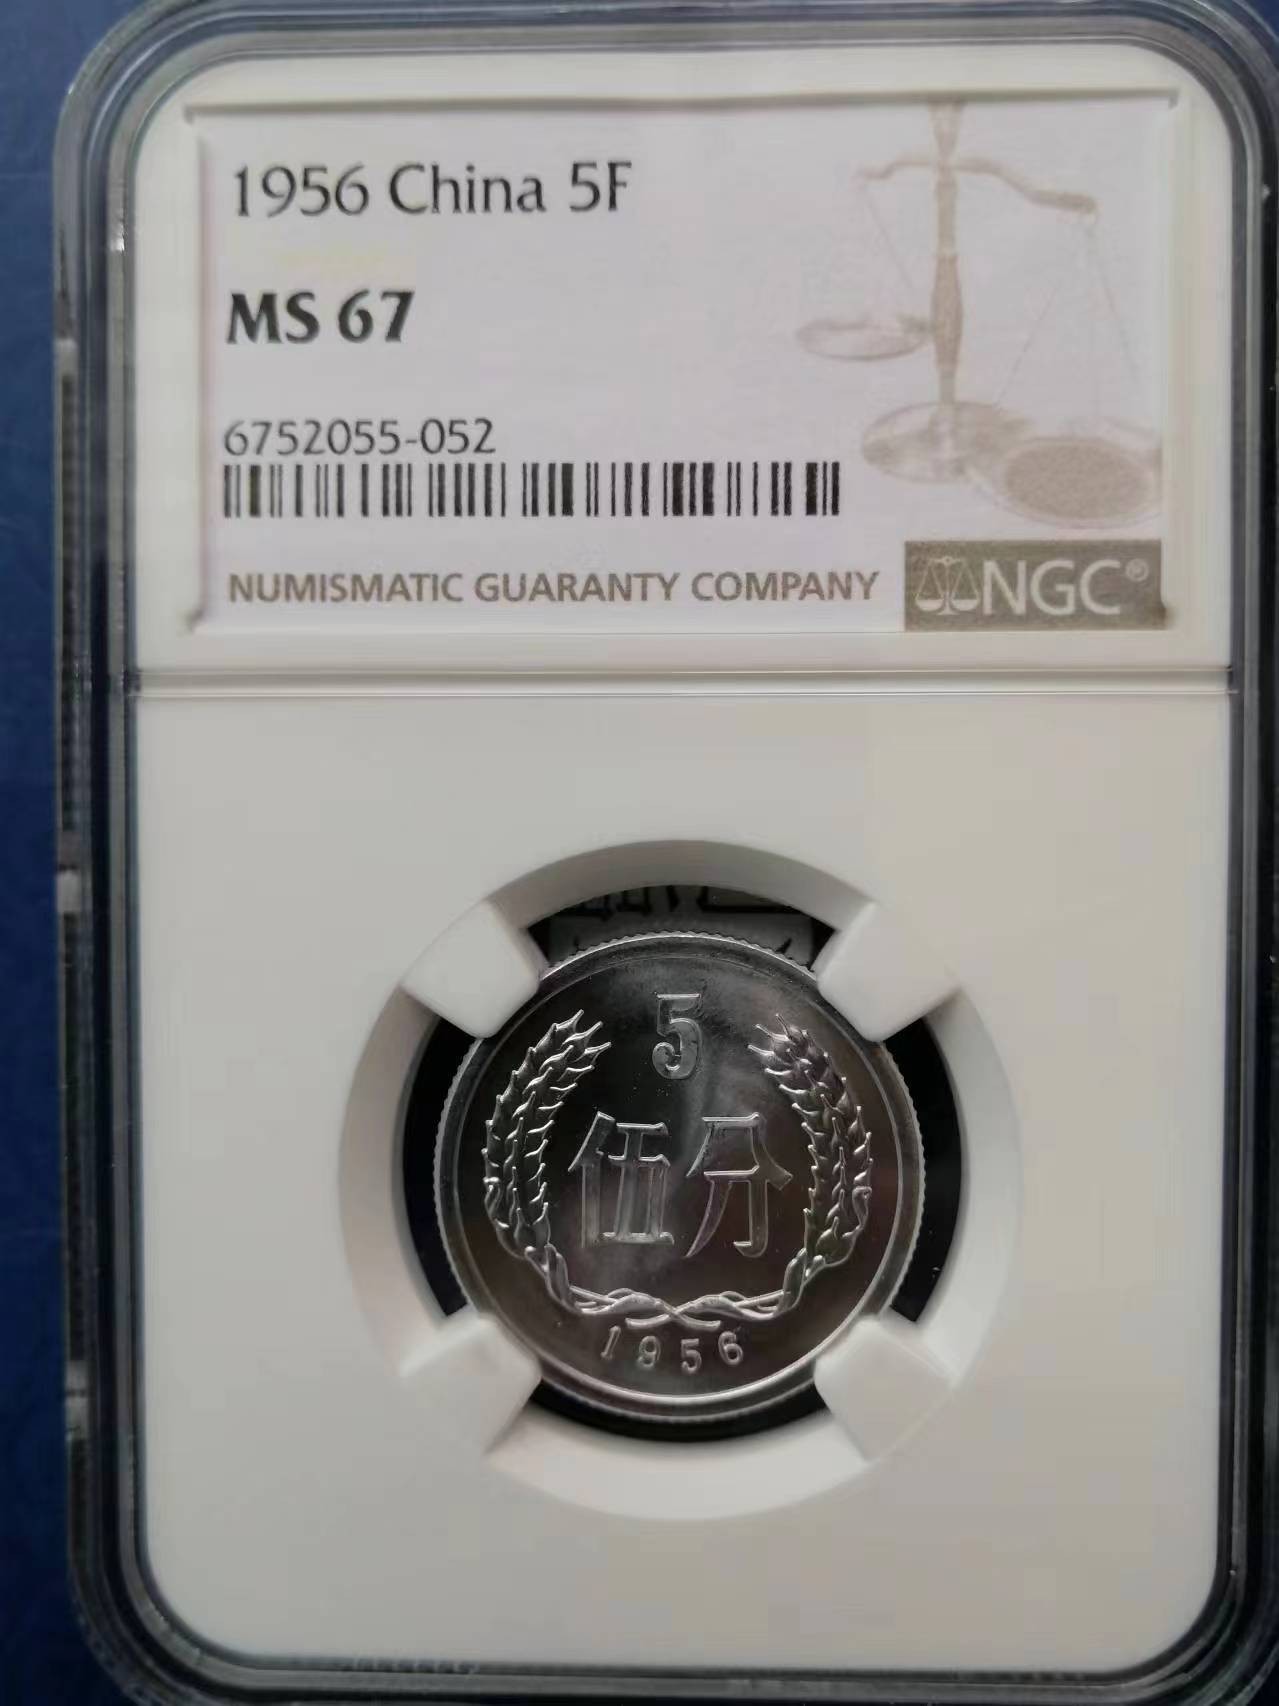 1956 China 5F
MS 67
6752055-052
NUMISMATIC GUARANTY COMPANY NGC®
5
伍分
1956